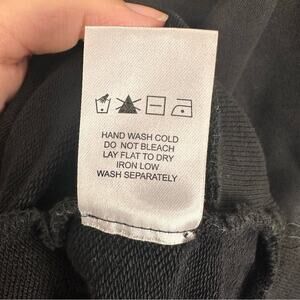 HAND WASH COLD
DO NOT BLEACH
LAY FLAT TO DRY
IRON LOW
WASH SEPARATELY